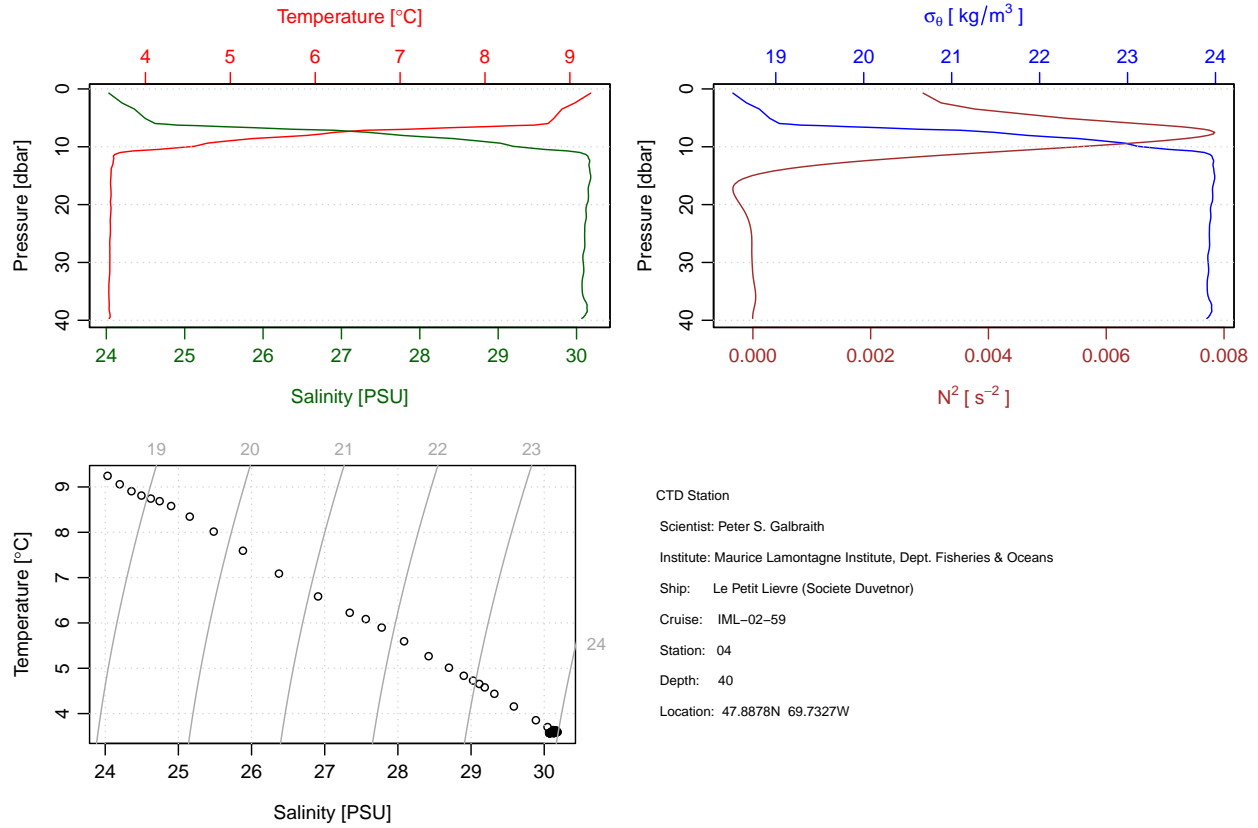 Temperature [°C]
4 5 6 7 8 9
0 10 20 30 40
Pressure [dbar]
24 25 26 27 28 29 30
Salinity [PSU]
σθ [ kg/m³ ]
19 20 21 22 23 24
0 10 20 30 40
Pressure [dbar]
0.000 0.002 0.004 0.006 0.008
N² [ s⁻² ]
19 20 21 22 23
24
9 8 7 6 5 4
Temperature [°C]
24 25 26 27 28 29 30
Salinity [PSU]
CTD Station
Scientist: Peter S. Galbraith
Institute: Maurice Lamontagne Institute, Dept. Fisheries & Oceans
Ship: Le Petit Lievre (Societe Duvetnor)
Cruise: IML−02−59
Station: 04
Depth: 40
Location: 47.8878N 69.7327W